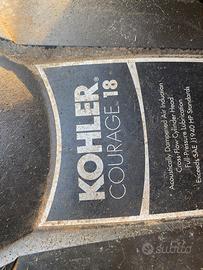 KOHLER®
COURAGE™ 18
Acoustically Dampened Air Induction
Cross Flow Cylinder Head
Full-Pressure Lubrication
Exceeds SAE J1940 HP Standards
subito